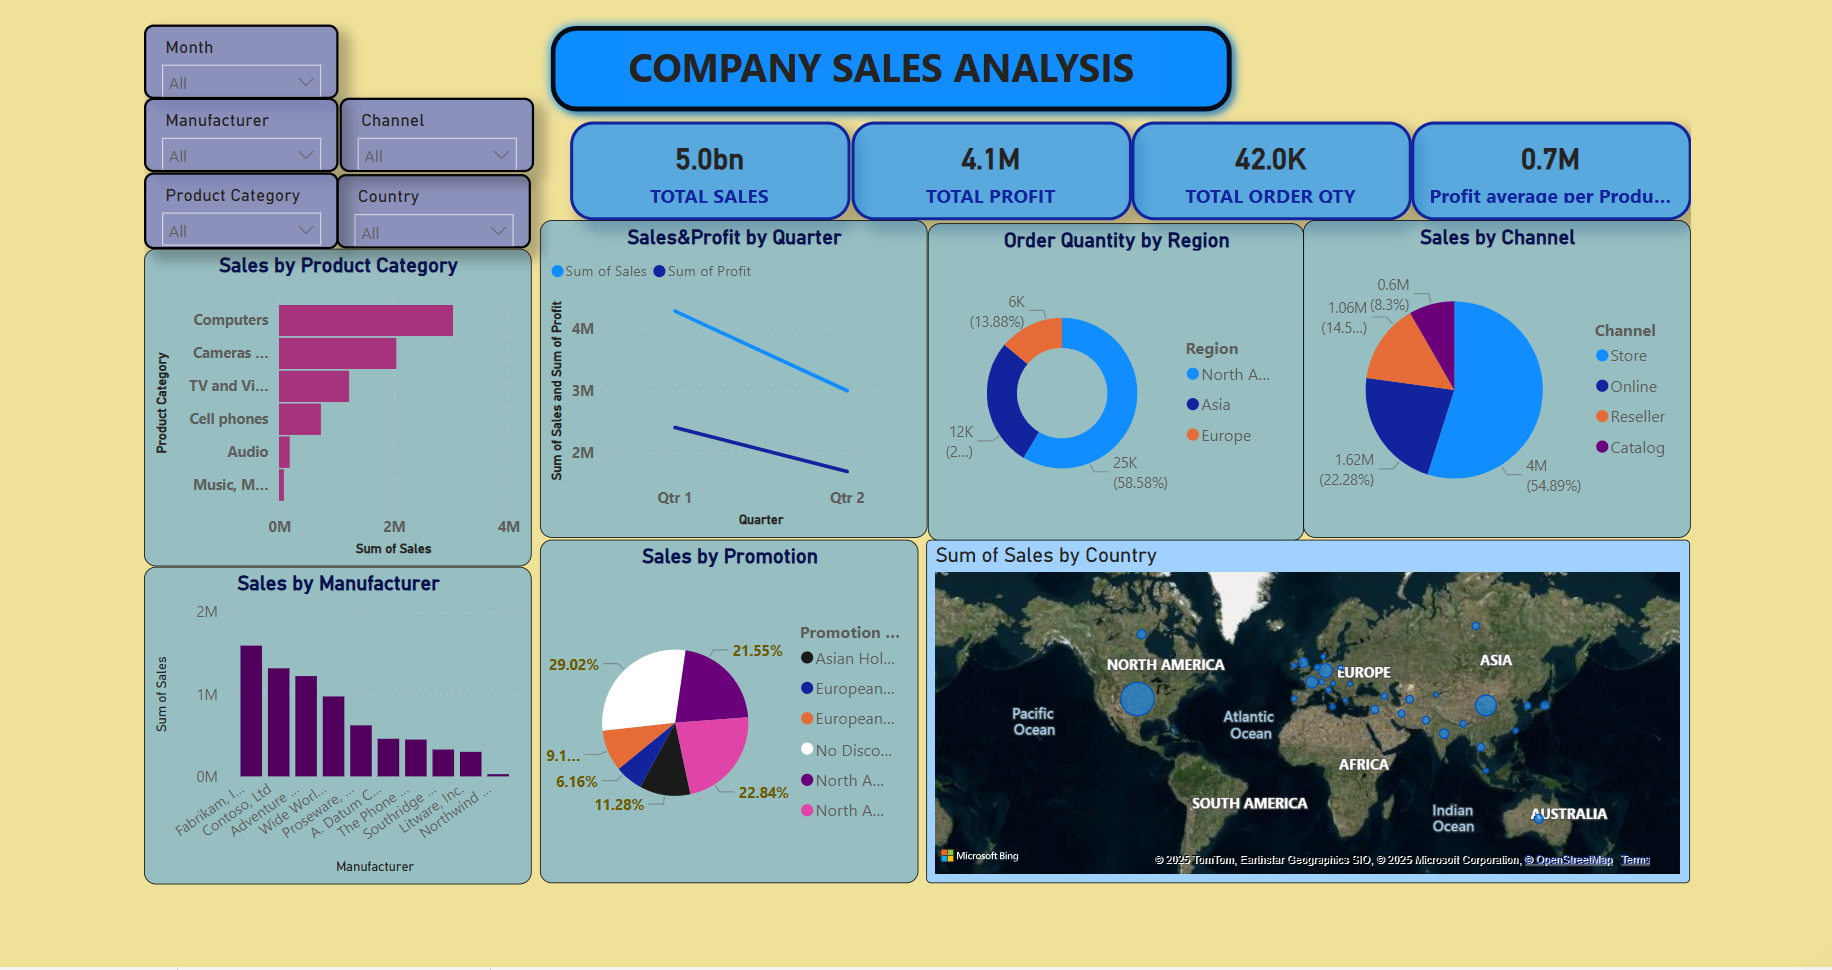 Month
All
COMPANY SALES ANALYSIS
Manufacturer
All
Channel
All
Product Category
All
Country
All
5.0bn
TOTAL SALES
4.1M
TOTAL PROFIT
42.0K
TOTAL ORDER QTY
0.7M
Profit average per Produ...
Sales by Product Category
Product Category
Computers
Cameras ...
TV and Vi...
Cell phones
Audio
Music, M...
0M
2M
4M
Sum of Sales
Sales&Profit by Quarter
Sum of Sales
Sum of Profit
Sum of Sales and Sum of Profit
4M
3M
2M
Qtr 1
Qtr 2
Quarter
Order Quantity by Region
6K
(13.88%)
12K
(2...)
25K
(58.58%)
Region
North A...
Asia
Europe
Sales by Channel
0.6M
(8.3%)
1.06M
(14.5...)
1.62M
(22.28%)
4M
(54.89%)
Channel
Store
Online
Reseller
Catalog
Sales by Manufacturer
Sum of Sales
2M
1M
0M
Fabrikam, I...
Contoso, Ltd
Adventure ...
Wide Worl...
Proseware, ...
A. Datum C...
The Phone ...
Southridge ...
Litware, Inc.
Northwind ...
Manufacturer
Sales by Promotion
29.02%
21.55%
9.1...
6.16%
11.28%
22.84%
Promotion ...
Asian Hol...
European...
European...
No Disco...
North A...
North A...
Sum of Sales by Country
NORTH AMERICA
EUROPE
ASIA
Pacific
Ocean
Atlantic
Ocean
AFRICA
SOUTH AMERICA
Indian
Ocean
AUSTRALIA
Microsoft Bing
© 2025 TomTom, Earthstar Geographics SIO, © 2025 Microsoft Corporation, © OpenStreetMap Terms